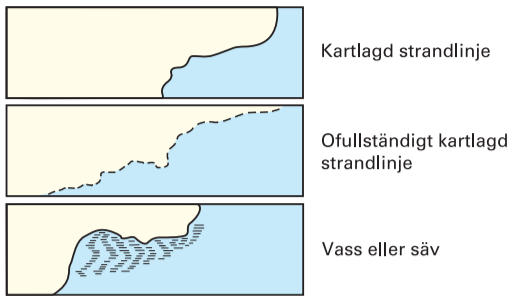 Kartlagd strandlinje
Ofullständigt kartlagd
strandlinje
Vass eller säv